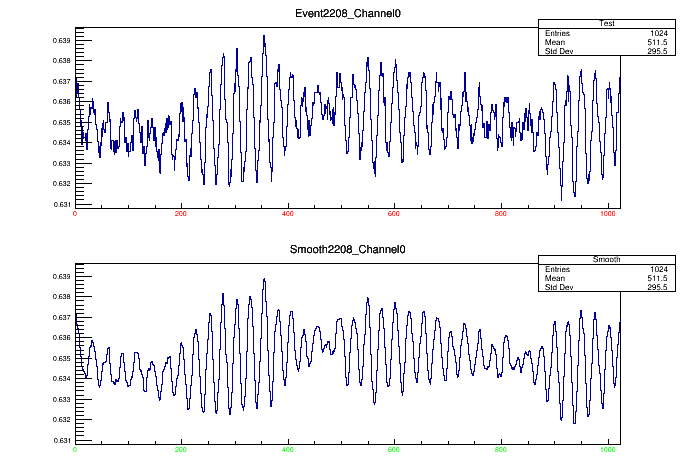 Event2208_Channel0
Test
Entries 1024
Mean 511.5
Std Dev 295.5
0.639
0.638
0.637
0.636
0.635
0.634
0.633
0.632
0.631
0 200 400 600 800 1000
Smooth2208_Channel0
Smooth
Entries 1024
Mean 511.5
Std Dev 295.5
0.639
0.638
0.637
0.636
0.635
0.634
0.633
0.632
0.631
0 200 400 600 800 1000